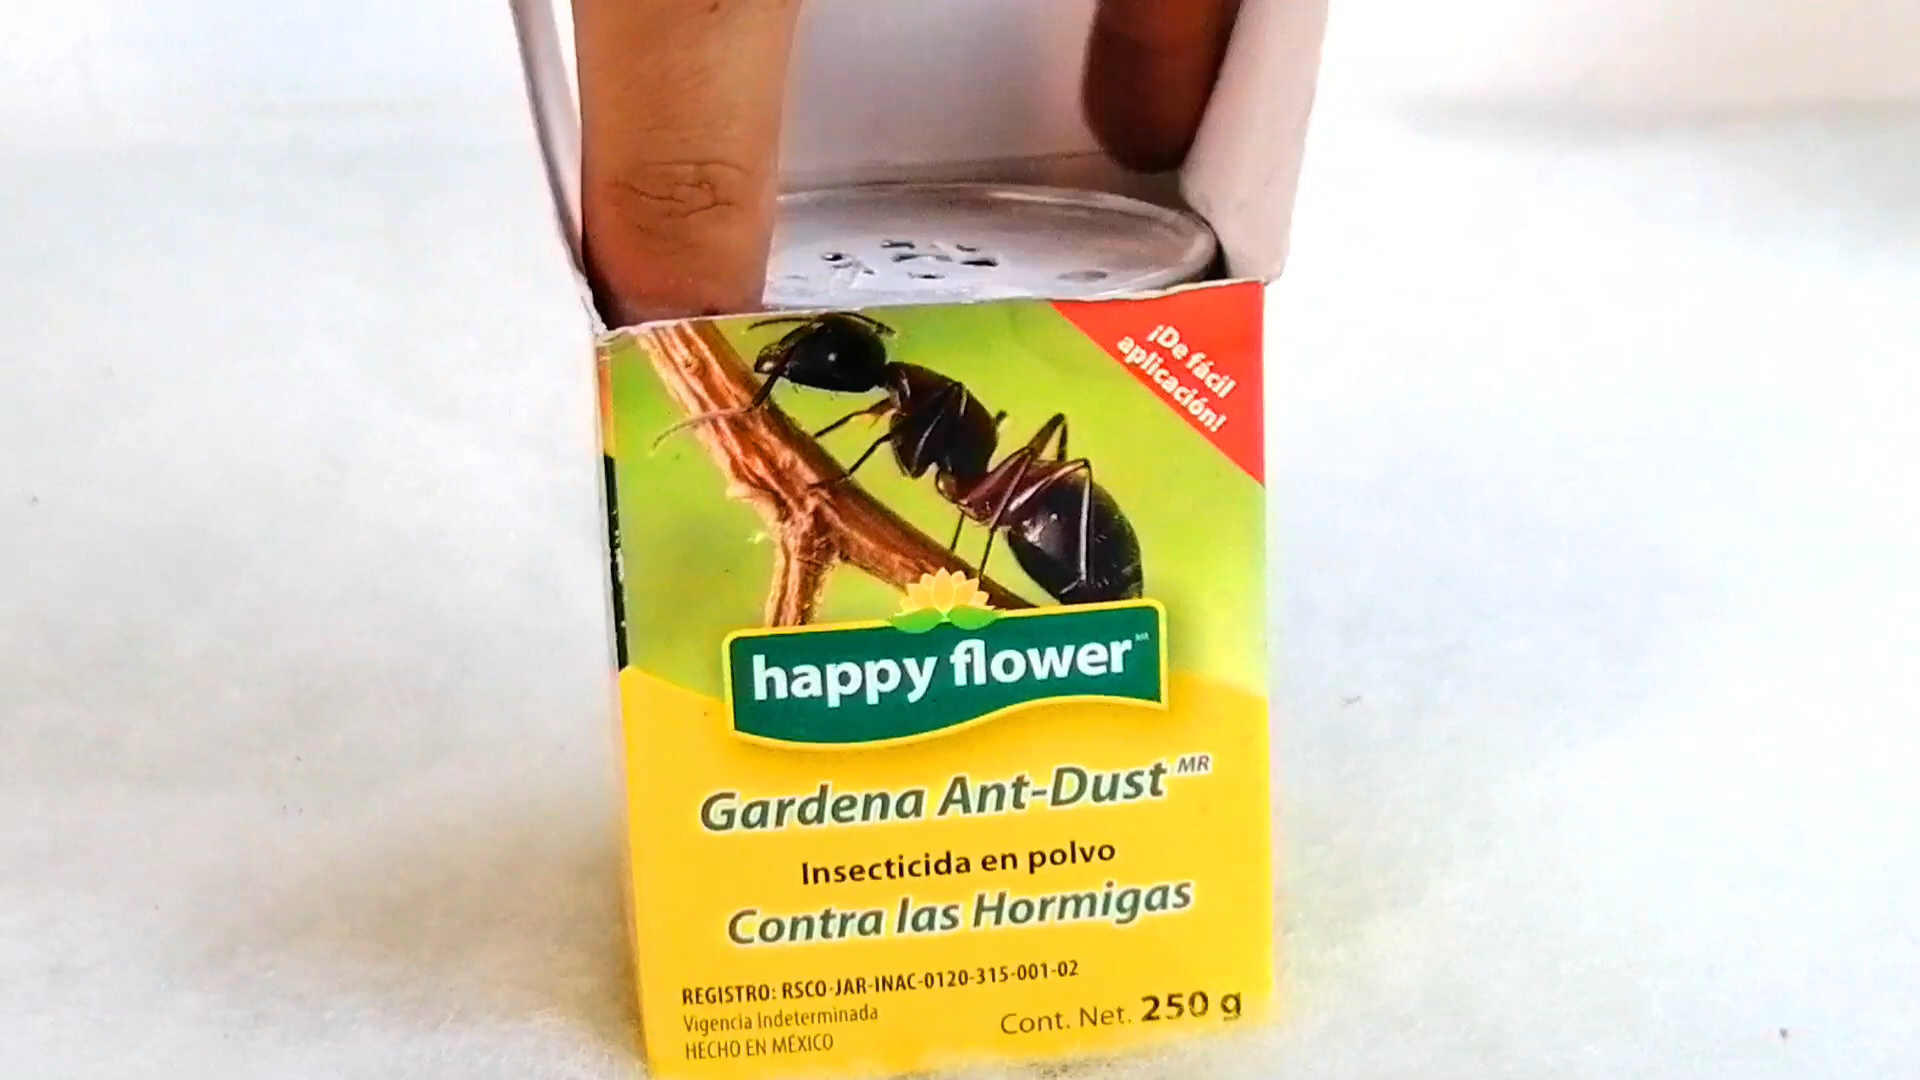 ¡De fácil
aplicación!
happy flower MR
Gardena Ant-Dust MR
Insecticida en polvo
Contra las Hormigas
REGISTRO: RSCO-JAR-INAC-0120-315-001-02
Vigencia Indeterminada
HECHO EN MÉXICO
Cont. Net. 250 g